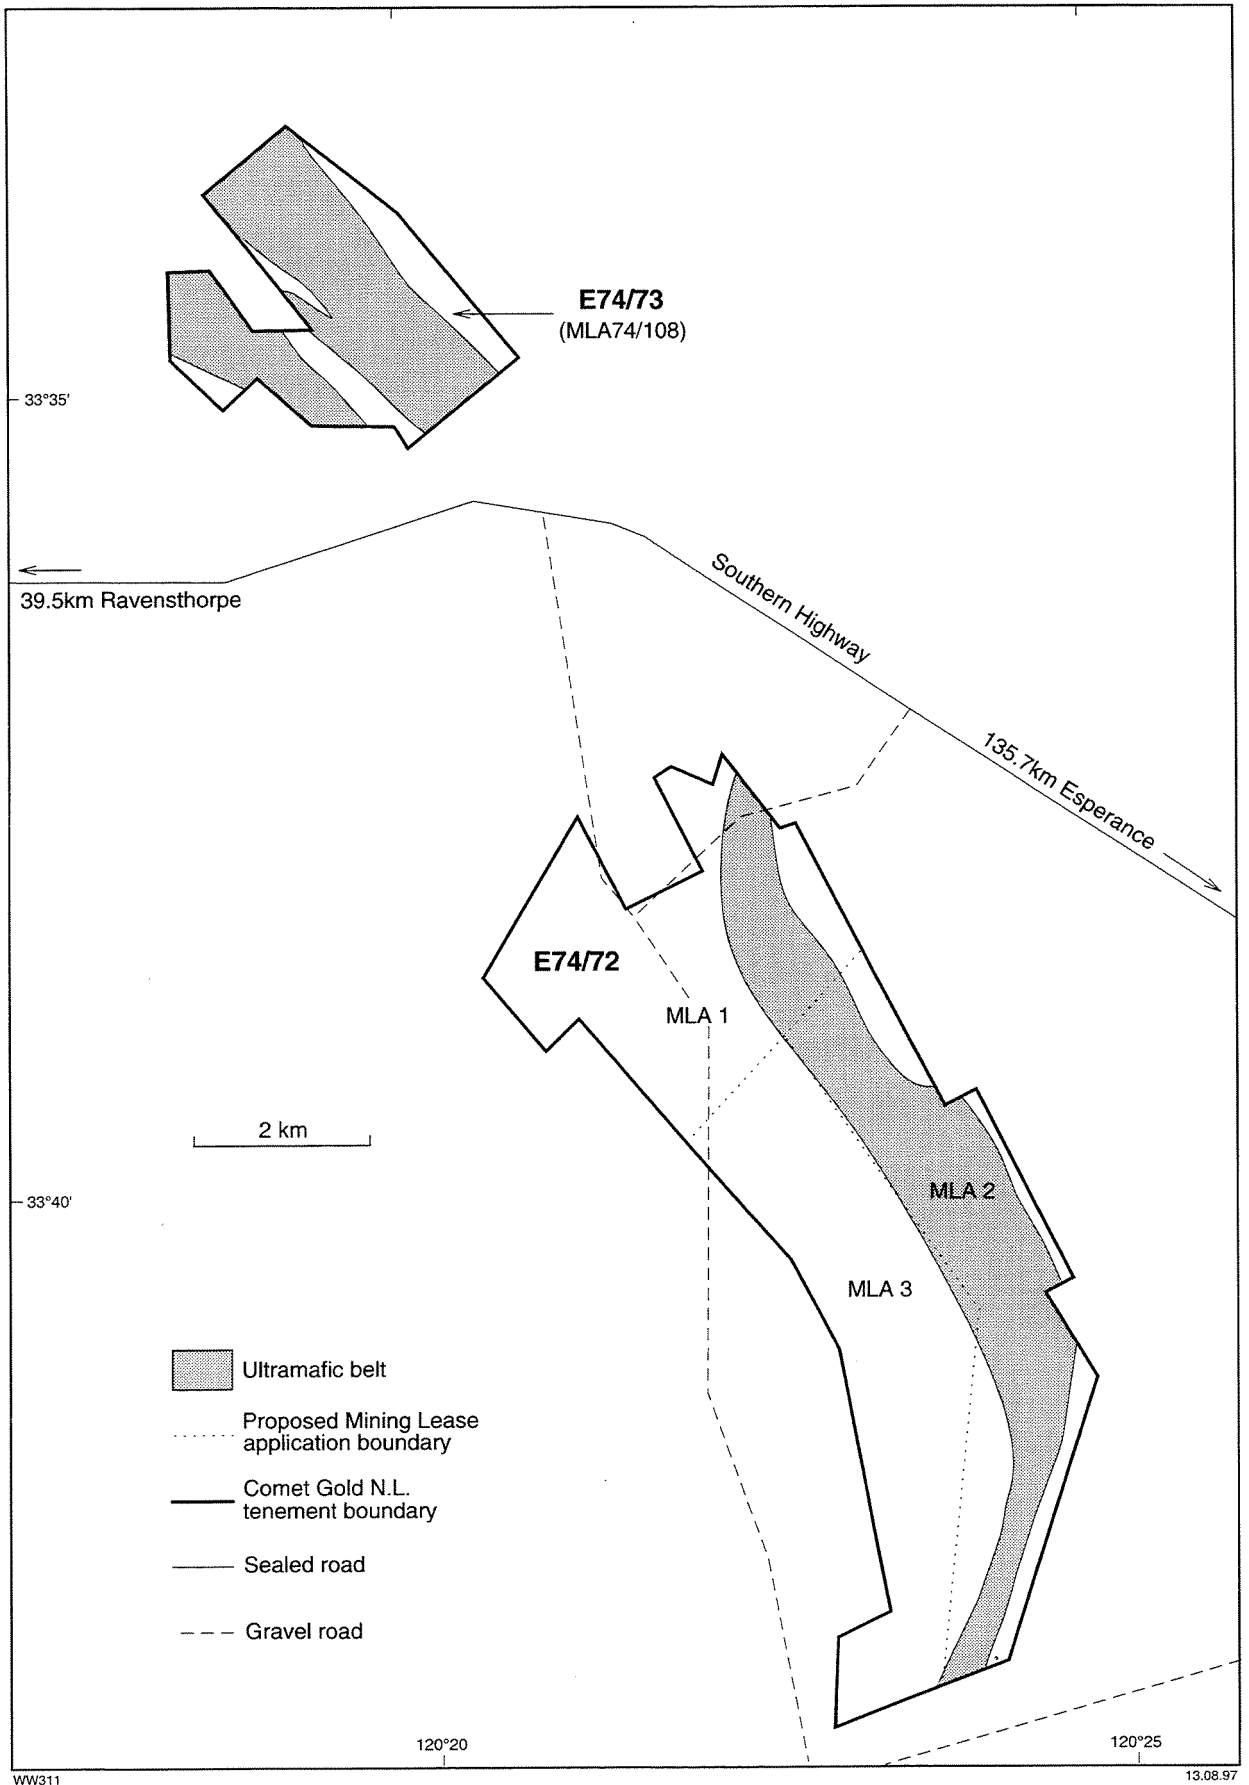 E74/73
(MLA74/108)
33°35'
39.5km Ravensthorpe
Southern Highway
135.7km Esperance
E74/72
MLA 1
2 km
MLA 2
33°40'
MLA 3
Ultramafic belt
Proposed Mining Lease
application boundary
Comet Gold N.L.
tenement boundary
Sealed road
Gravel road
120°20
120°25
WW311
13.08.97